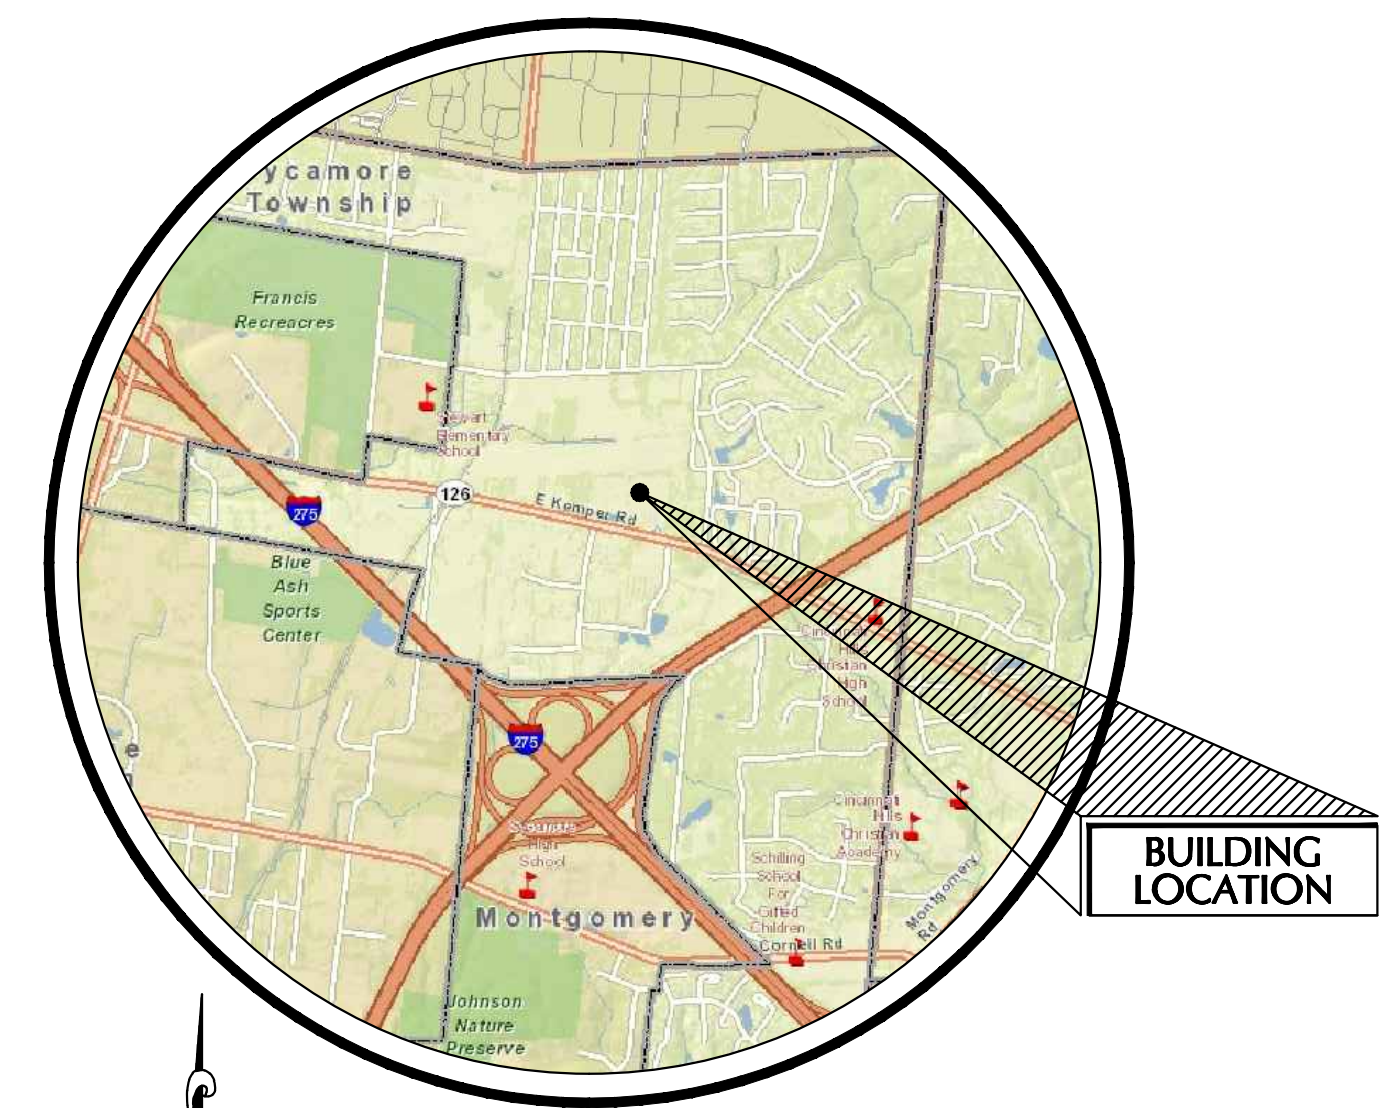 ycamore
Township
Francis
Recreacres
Stewart
Elementary
School
126
E Kemper Rd
275
Blue
Ash
Sports
Center
Cincinnati
Hills
Christian
High
School
275
e
Cincinnati
Hills
Christian
Academy
Sycamore
High
School
Schilling
School
For
Gifted
Children
Montgomery
Rd
Montgomery
Cornell Rd
Johnson
Nature
Preserve
BUILDING
LOCATION